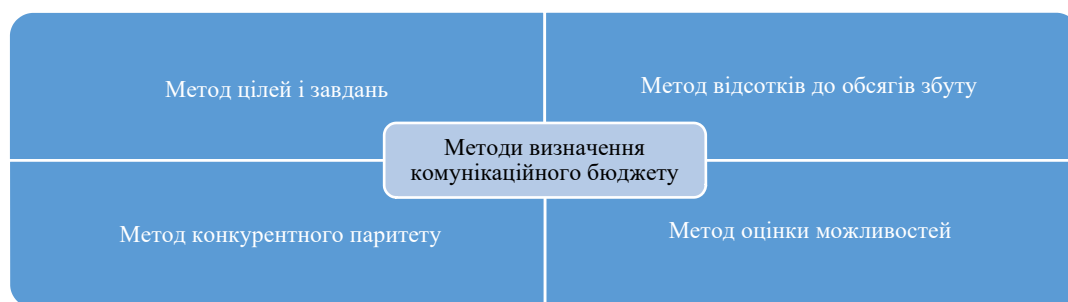 Метод цілей і завдань
Метод відсотків до обсягів збуту
Методи визначення
комунікаційного бюджету
Метод конкурентного паритету
Метод оцінки можливостей